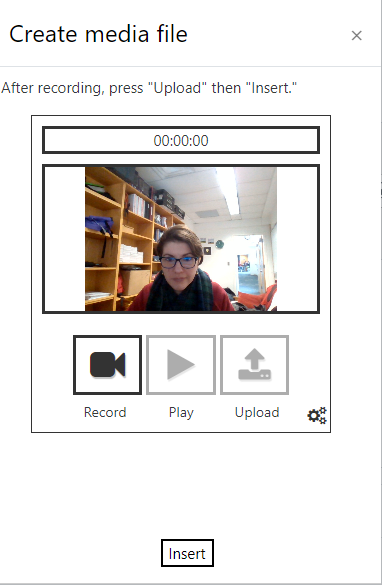 Create media file
After recording, press "Upload" then "Insert."
00:00:00
Record Play Upload
Insert